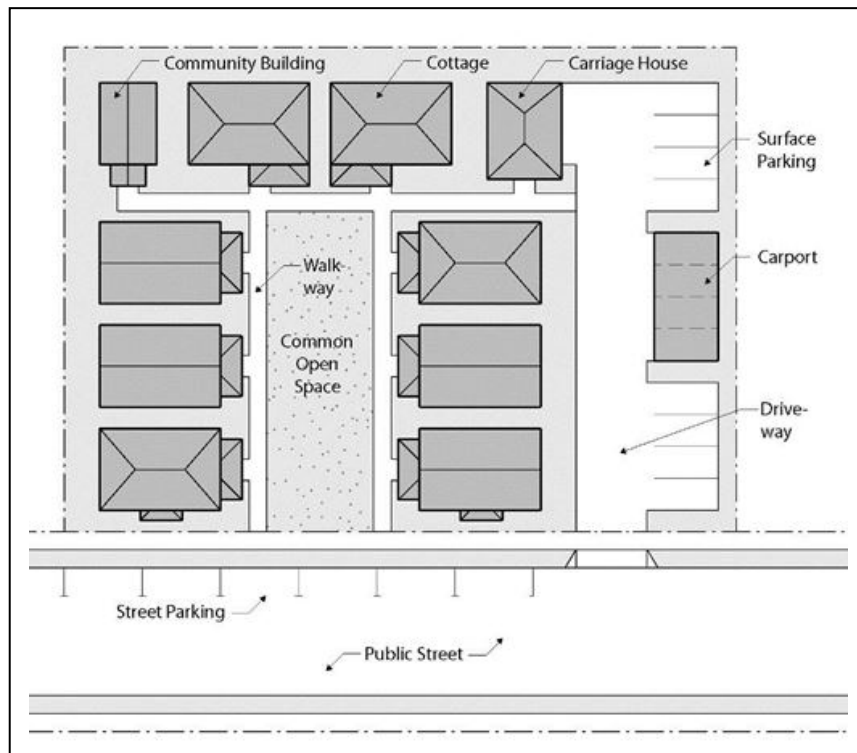 Community Building
Cottage
Carriage House
Surface
Parking
Carport
Walk-
way
Common
Open
Space
Drive-
way
Street Parking
Public Street